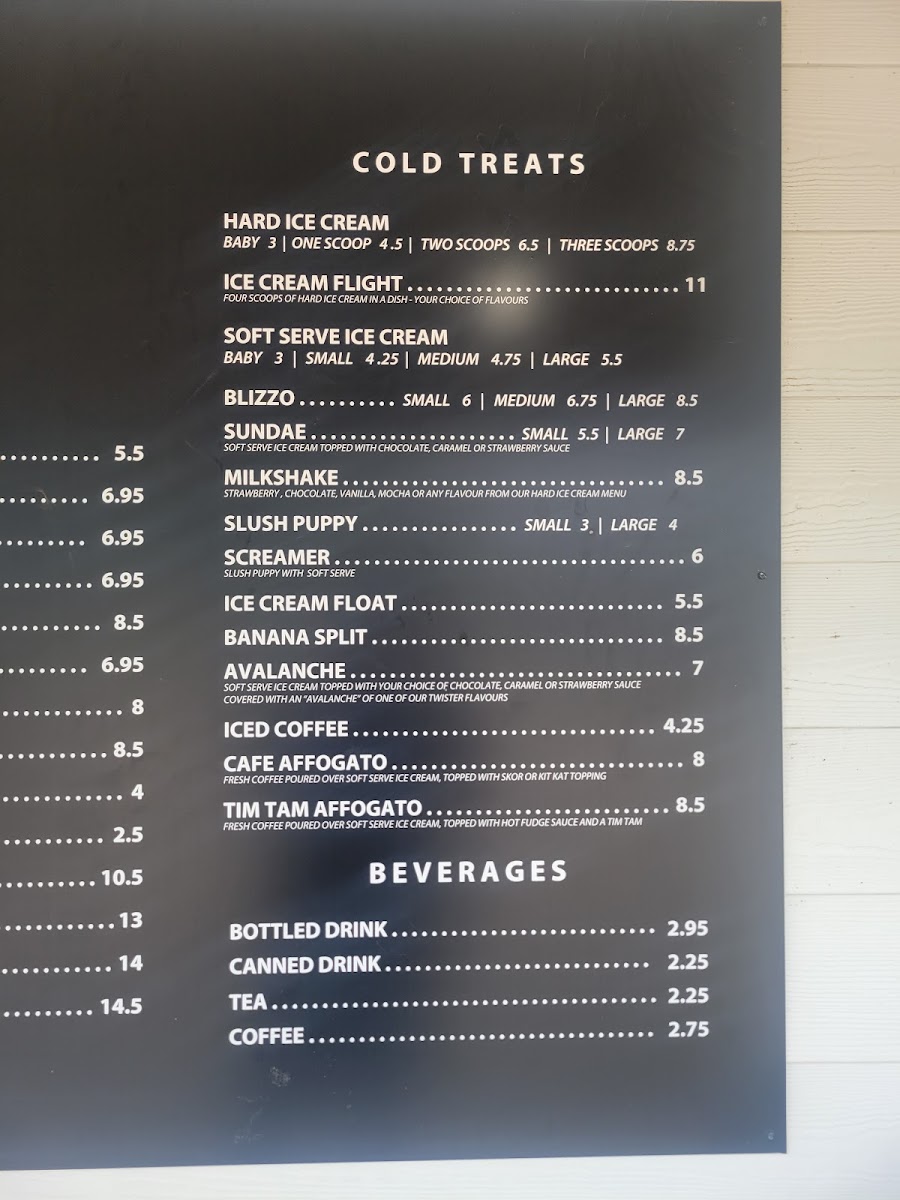 5.5
6.95
6.95
6.95
8.5
6.95
8
8.5
4
2.5
10.5
13
14
14.5
COLD TREATS
HARD ICE CREAM
BABY 3 | ONE SCOOP 4.5 | TWO SCOOPS 6.5 | THREE SCOOPS 8.75
ICE CREAM FLIGHT ........................... 11
FOUR SCOOPS OF HARD ICE CREAM IN A DISH - YOUR CHOICE OF FLAVOURS
SOFT SERVE ICE CREAM
BABY 3 | SMALL 4.25 | MEDIUM 4.75 | LARGE 5.5
BLIZZO .......... SMALL 6 | MEDIUM 6.75 | LARGE 8.5
SUNDAE ..................... SMALL 5.5 | LARGE 7
SOFT SERVE ICE CREAM TOPPED WITH CHOCOLATE, CARAMEL OR STRAWBERRY SAUCE
MILKSHAKE ................................. 8.5
STRAWBERRY , CHOCOLATE, VANILLA, MOCHA OR ANY FLAVOUR FROM OUR HARD ICE CREAM MENU
SLUSH PUPPY ................ SMALL 3 | LARGE 4
SCREAMER .................................... 6
SLUSH PUPPY WITH SOFT SERVE
ICE CREAM FLOAT ........................... 5.5
BANANA SPLIT .............................. 8.5
AVALANCHE ................................... 7
SOFT SERVE ICE CREAM TOPPED WITH YOUR CHOICE OF CHOCOLATE, CARAMEL OR STRAWBERRY SAUCE
COVERED WITH AN "AVALANCHE" OF ONE OF OUR TWISTER FLAVOURS
ICED COFFEE ............................... 4.25
CAFE AFFOGATO .............................. 8
FRESH COFFEE POURED OVER SOFT SERVE ICE CREAM, TOPPED WITH SKOR OR KIT KAT TOPPING
TIM TAM AFFOGATO ......................... 8.5
FRESH COFFEE POURED OVER SOFT SERVE ICE CREAM, TOPPED WITH HOT FUDGE SAUCE AND A TIM TAM
BEVERAGES
BOTTLED DRINK ........................... 2.95
CANNED DRINK ........................... 2.25
TEA ....................................... 2.25
COFFEE ................................... 2.75